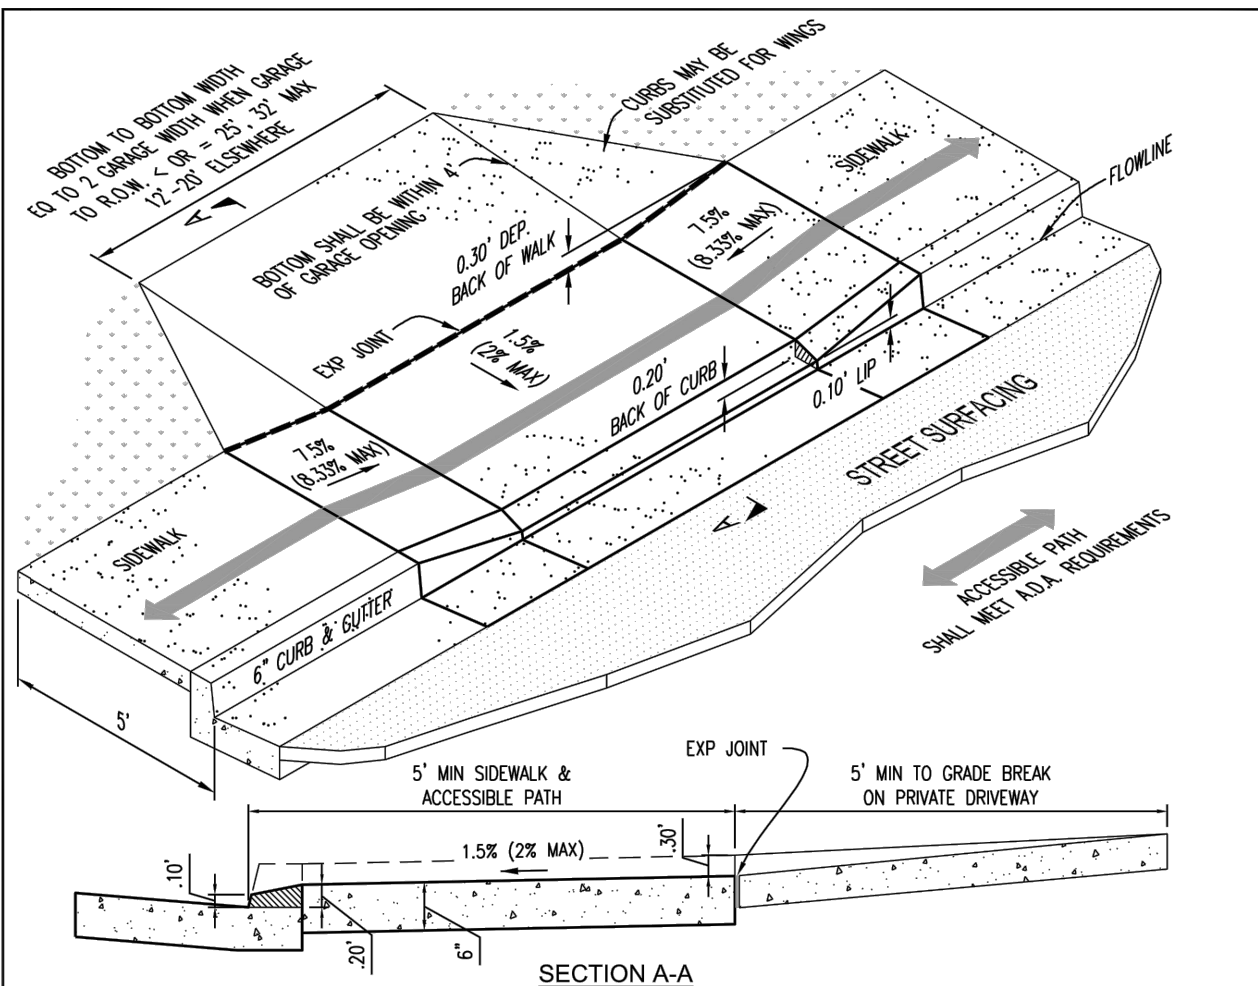 BOTTOM TO BOTTOM WIDTH
EQ TO 2 GARAGE WIDTH WHEN GARAGE
TO R.O.W. < OR = 25', 32' MAX
12'-20' ELSEWHERE
A
CURBS MAY BE
SUBSTITUTED FOR WINGS
SIDEWALK
FLOWLINE
BOTTOM SHALL BE WITHIN 4'
OF GARAGE OPENING
0.30' DEP.
BACK OF WALK
7.5%
(8.33% MAX)
EXP JOINT
1.5%
(2% MAX)
0.20'
BACK OF CURB
0.10' LIP
STREET SURFACING
7.5%
(8.33% MAX)
A
SIDEWALK
ACCESSIBLE PATH
SHALL MEET A.D.A. REQUIREMENTS
6" CURB & GUTTER
5'
EXP JOINT
5' MIN SIDEWALK &
ACCESSIBLE PATH
5' MIN TO GRADE BREAK
ON PRIVATE DRIVEWAY
.10'
1.5% (2% MAX)
.30'
.20'
6"
SECTION A-A